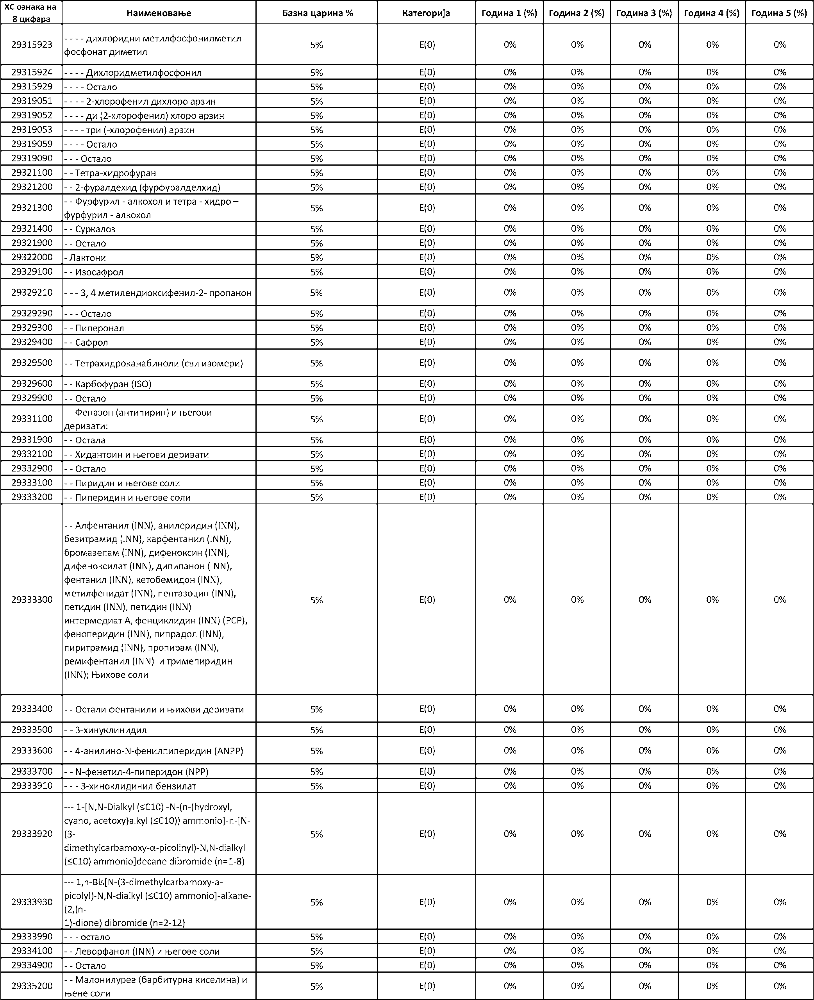 ХС ознака на 8 цифара Наименовање Базна царина % Категорија Година 1 (%) Година 2 (%) Година 3 (%) Година 4 (%) Година 5 (%)
29315923 - - - - дихлоридни метилфосфонилметил фосфонат диметил 5% E(0) 0% 0% 0% 0% 0%
29315924 - - - - Дихлоридметилфосфонил 5% E(0) 0% 0% 0% 0% 0%
29315929 - - - - Остало 5% E(0) 0% 0% 0% 0% 0%
29319051 - - - - 2-хлорофенил дихлоро арзин 5% E(0) 0% 0% 0% 0% 0%
29319052 - - - - ди (2-хлорофенил) хлоро арзин 5% E(0) 0% 0% 0% 0% 0%
29319053 - - - - три (-хлорофенил) арзин 5% E(0) 0% 0% 0% 0% 0%
29319059 - - - - Остало 5% E(0) 0% 0% 0% 0% 0%
29319090 - - - Остало 5% E(0) 0% 0% 0% 0% 0%
29321100 - - Тетра-хидрофуран 5% E(0) 0% 0% 0% 0% 0%
29321200 - - 2-фуралдехид (фурфуралделхид) 5% E(0) 0% 0% 0% 0% 0%
29321300 - - Фурфурил - алкохол и тетра - хидро – фурфурил - алкохол 5% E(0) 0% 0% 0% 0% 0%
29321400 - - Суркалоз 5% E(0) 0% 0% 0% 0% 0%
29321900 - - Остало 5% E(0) 0% 0% 0% 0% 0%
29322000 - Лактони 5% E(0) 0% 0% 0% 0% 0%
29329100 - - Изосафрол 5% E(0) 0% 0% 0% 0% 0%
29329210 - - - 3, 4 метилендиоксифенил-2- пропанон 5% E(0) 0% 0% 0% 0% 0%
29329290 - - - Остало 5% E(0) 0% 0% 0% 0% 0%
29329300 - - Пиперонал 5% E(0) 0% 0% 0% 0% 0%
29329400 - - Сафрол 5% E(0) 0% 0% 0% 0% 0%
29329500 - - Тетрахидроканабиноли (сви изомери) 5% E(0) 0% 0% 0% 0% 0%
29329600 - - Карбофуран (ISO) 5% E(0) 0% 0% 0% 0% 0%
29329900 - - Остало 5% E(0) 0% 0% 0% 0% 0%
29331100 - - Феназон (антипирин) и његови деривати: 5% E(0) 0% 0% 0% 0% 0%
29331900 - - Остала 5% E(0) 0% 0% 0% 0% 0%
29332100 - - Хидантоин и његови деривати 5% E(0) 0% 0% 0% 0% 0%
29332900 - - Остало 5% E(0) 0% 0% 0% 0% 0%
29333100 - - Пиридин и његове соли 5% E(0) 0% 0% 0% 0% 0%
29333200 - - Пиперидин и његове соли 5% E(0) 0% 0% 0% 0% 0%
- - Алфентанил (INN), анилеридин (INN),
безитрамид (INN), карфентанил (INN),
бромазепам (INN), дифеноксин (INN),
дифеноксилат (INN), дипипанон (INN),
фентанил (INN), кетобемидон (INN),
метилфенидат (INN), пентазоцин (INN),
29333300 петидин (INN), петидин (INN) 5% E(0) 0% 0% 0% 0% 0%
интермедиат А, фенциклидин (INN) (PCP),
феноперидин (INN), пипрадол (INN),
пиритрамид (INN), пропирам (INN),
ремифентанил (INN) и тримепиридин
(INN); Њихове соли
29333400 - - Остали фентанили и њихови деривати 5% E(0) 0% 0% 0% 0% 0%
29333500 - - 3-хинуклинидил 5% E(0) 0% 0% 0% 0% 0%
29333600 - - 4-анилино-N-фенилпиперидин (ANPP) 5% E(0) 0% 0% 0% 0% 0%
29333700 - - N-фенетил-4-пиперидон (NPP) 5% E(0) 0% 0% 0% 0% 0%
29333910 - - - 3-хиноклидинил бензилат 5% E(0) 0% 0% 0% 0% 0%
--- 1-[N,N-Dialkyl (≤C10) -N-(n-(hydroxyl,
cyano, acetoxy)alkyl (≤C10)) ammonio]-n-[N-
29333920 (3- 5% E(0) 0% 0% 0% 0% 0%
dimethylcarbamoxy-α-picolinyl)-N,N-dialkyl
(≤C10) ammonio]decane dibromide (n=1-8)
--- 1,n-Bis[N-(3-dimethylcarbamoxy-a-
picolyl)-N,N-dialkyl (≤C10) ammonio]-alkane-
29333930 (2,(n- 5% E(0) 0% 0% 0% 0% 0%
1)-dione) dibromide (n=2-12)
29333990 - - - остало 5% E(0) 0% 0% 0% 0% 0%
29334100 - - Леворфанол (INN) и његове соли 5% E(0) 0% 0% 0% 0% 0%
29334900 - - Остало 5% E(0) 0% 0% 0% 0% 0%
29335200 - - Малонилуреа (барбитурна киселина) и њене соли 5% E(0) 0% 0% 0% 0% 0%